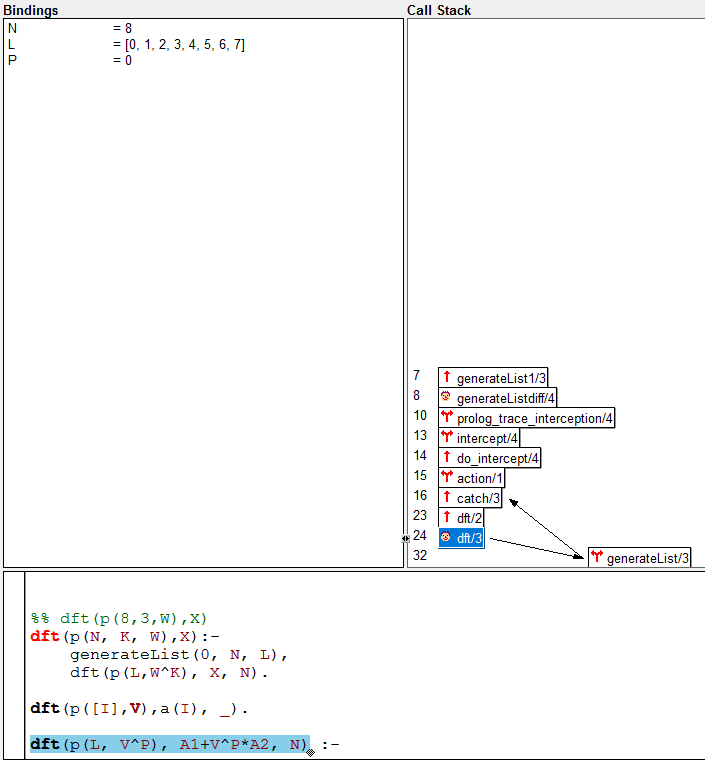 Bindings
N = 8
L = [0, 1, 2, 3, 4, 5, 6, 7]
P = 0
Call Stack
7 generateList1/3
8 generateListdiff/4
10 prolog_trace_interception/4
13 intercept/4
14 do_intercept/4
15 action/1
16 catch/3
23 dft/2
24 dft/3
32 generateList/3
%% dft(p(8,3,W),X)
dft(p(N, K, W),X):-
generateList(0, N, L),
dft(p(L,W^K), X, N).
dft(p([I],V),a(I), _).
dft(p(L, V^P), A1+V^P*A2, N) :-